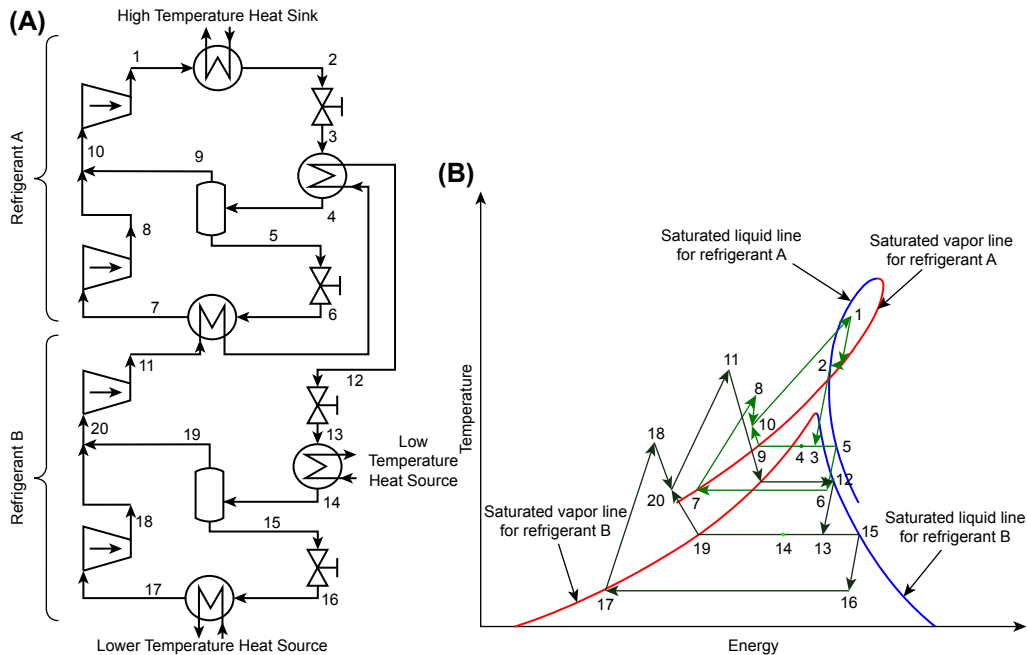 (A)
High Temperature Heat Sink
1
2
3
10
9
4
5
8
6
7
Refrigerant A
11
12
20
19
13
Low
Temperature
Heat Source
14
15
18
17
16
Refrigerant B
Lower Temperature Heat Source
(B)
Saturated liquid line
for refrigerant A
Saturated vapor line
for refrigerant A
1
2
11
8
10
18
9
4
3
5
12
20
7
6
Saturated vapor line
for refrigerant B
19
14
13
15
Saturated liquid line
for refrigerant B
17
16
Temperature
Energy